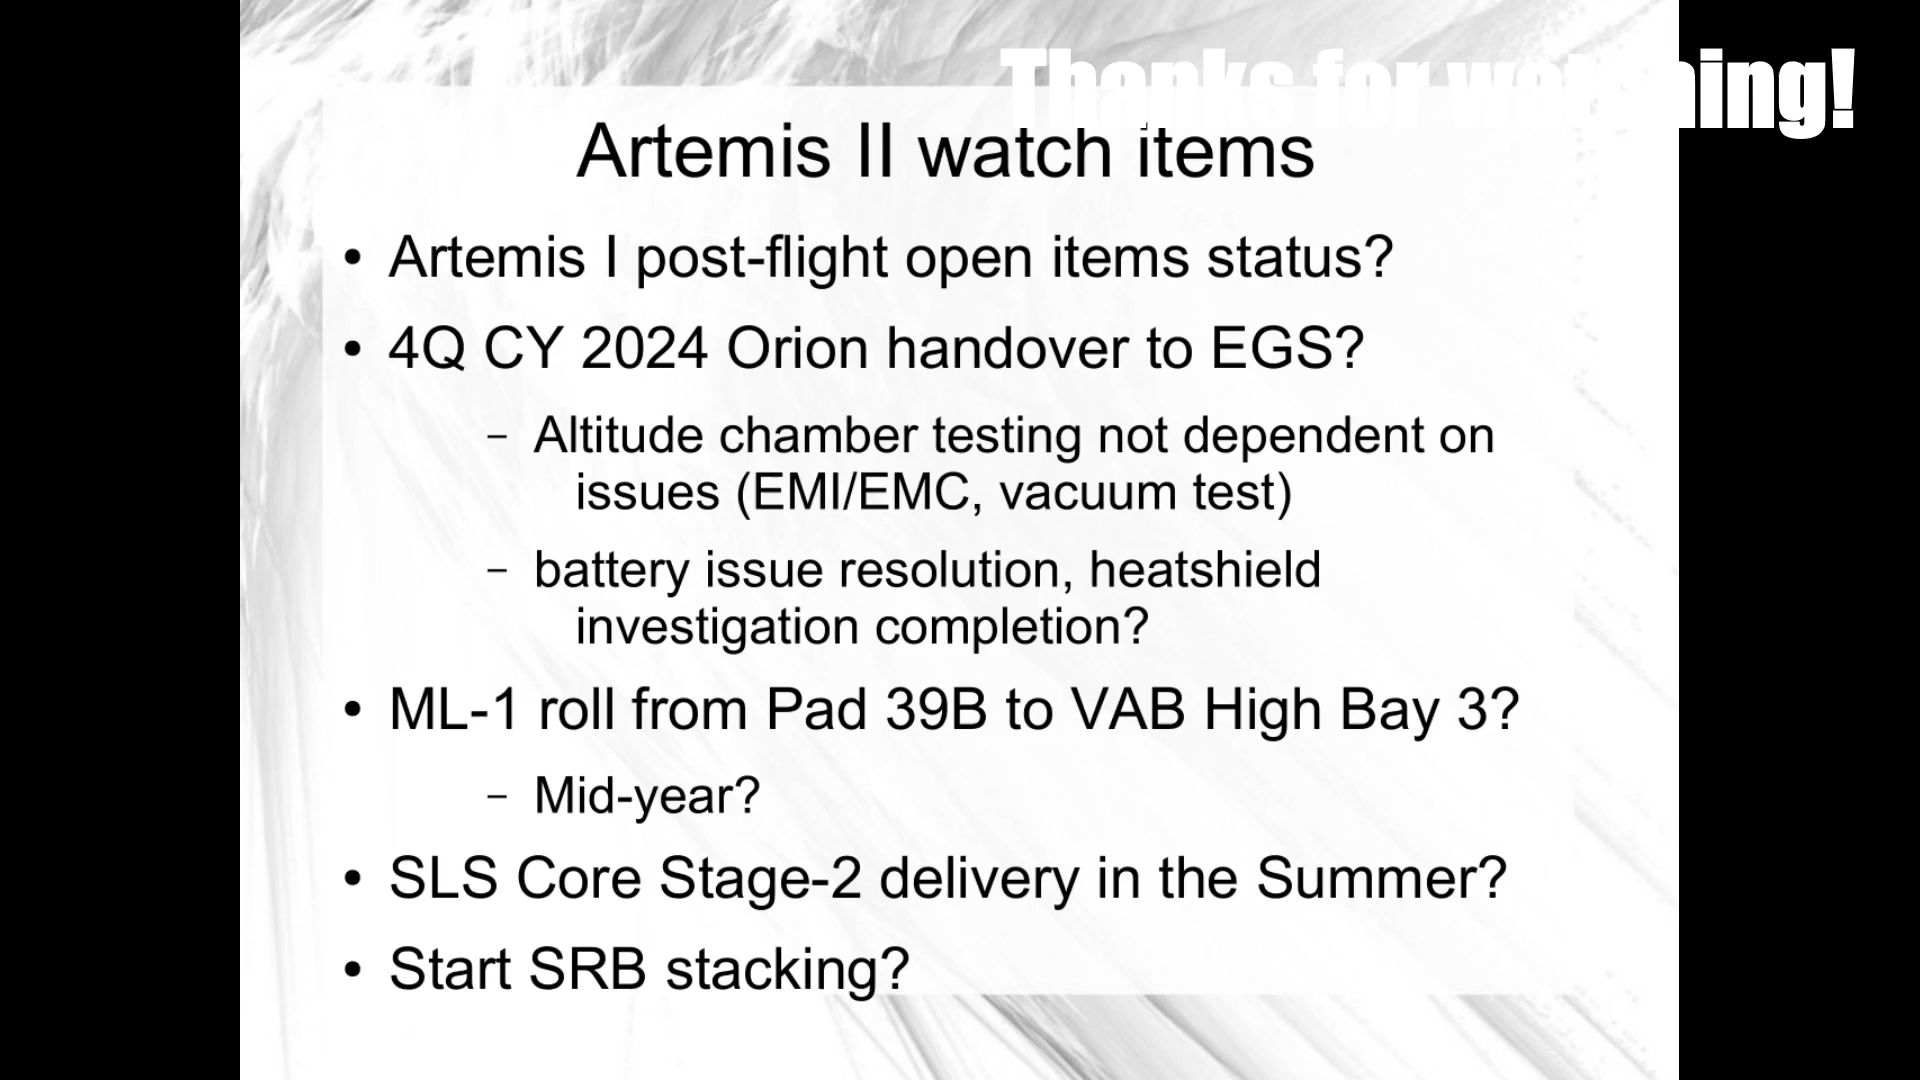 Thanks for watching!
Artemis II watch items
• Artemis I post-flight open items status?
• 4Q CY 2024 Orion handover to EGS?
– Altitude chamber testing not dependent on
issues (EMI/EMC, vacuum test)
– battery issue resolution, heatshield
investigation completion?
• ML-1 roll from Pad 39B to VAB High Bay 3?
– Mid-year?
• SLS Core Stage-2 delivery in the Summer?
• Start SRB stacking?